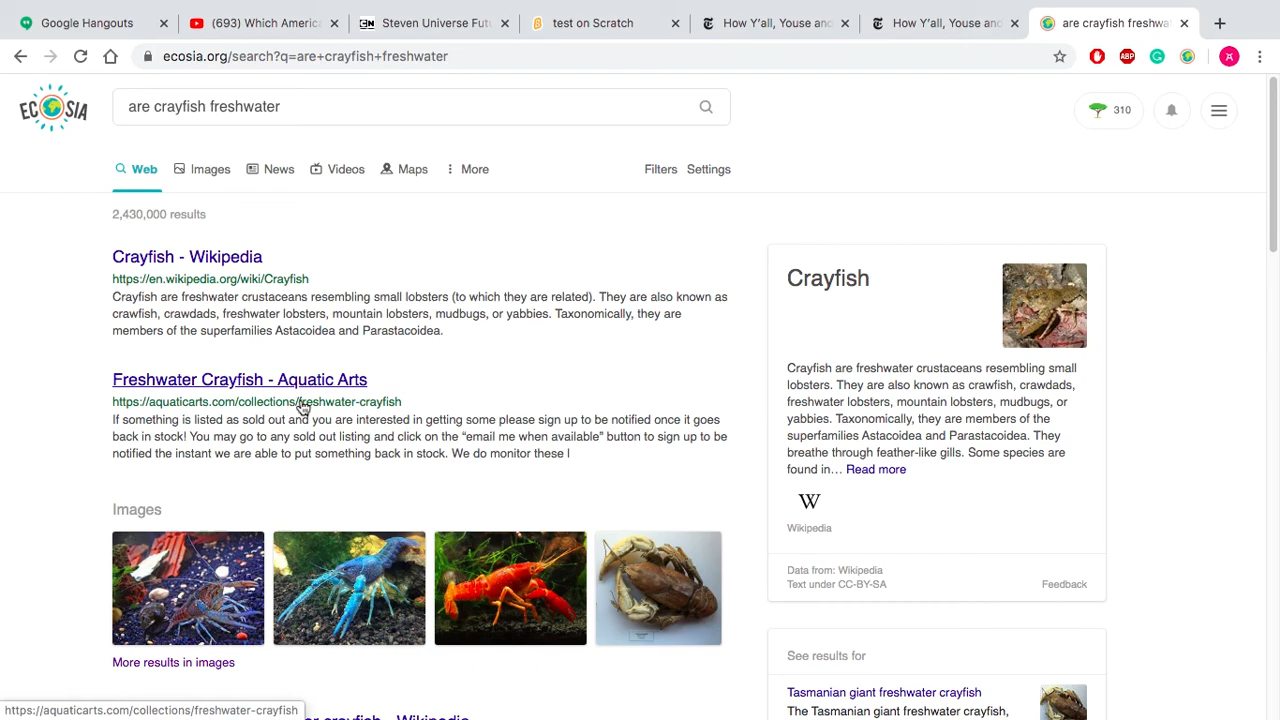 Google Hangouts
(693) Which America
Steven Universe Futu
test on Scratch
How Y'all, Youse and
How Y'all, Youse and
are crayfish freshwat
ecosia.org/search?q=are+crayfish+freshwater
ABP
ECOSIA
are crayfish freshwater
310
Web
Images
News
Videos
Maps
More
Filters
Settings
2,430,000 results
Crayfish - Wikipedia
https://en.wikipedia.org/wiki/Crayfish
Crayfish are freshwater crustaceans resembling small lobsters (to which they are related). They are also known as
crawfish, crawdads, freshwater lobsters, mountain lobsters, mudbugs, or yabbies. Taxonomically, they are
members of the superfamilies Astacoidea and Parastacoidea.
Freshwater Crayfish - Aquatic Arts
https://aquaticarts.com/collections/freshwater-crayfish
If something is listed as sold out and you are interested in getting some please sign up to be notified once it goes
back in stock! You may go to any sold out listing and click on the “email me when available” button to sign up to be
notified the instant we are able to put something back in stock. We do monitor these l
Images
More results in images
Crayfish
Crayfish are freshwater crustaceans resembling small
lobsters. They are also known as crawfish, crawdads,
freshwater lobsters, mountain lobsters, mudbugs, or
yabbies. Taxonomically, they are members of the
superfamilies Astacoidea and Parastacoidea. They
breathe through feather-like gills. Some species are
found in… Read more
W
Wikipedia
Data from: Wikipedia
Text under CC-BY-SA
Feedback
See results for
Tasmanian giant freshwater crayfish
The Tasmanian giant freshwater crayfish,
crayfish - Wikipedia
https://aquaticarts.com/collections/freshwater-crayfish